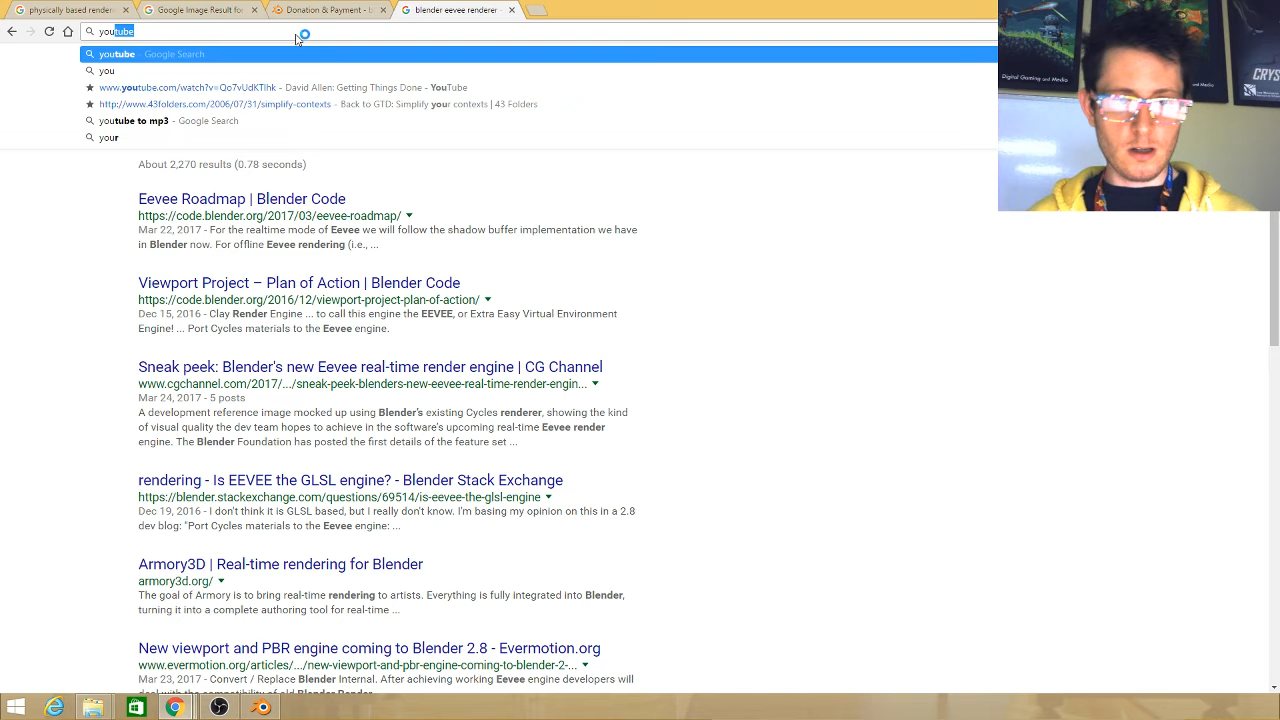 physically based render
Google Image Result for
Donation & Payment - b
blender eevee renderer -
youtube
youtube - Google Search
you
www.youtube.com/watch?v=Qo7vUdKTlhk - David Allen: Getting Things Done - YouTube
http://www.43folders.com/2006/07/31/simplify-contexts - Back to GTD: Simplify your contexts | 43 Folders
youtube to mp3 - Google Search
your
Digital Gaming and Media
About 2,270 results (0.78 seconds)
Eevee Roadmap | Blender Code
https://code.blender.org/2017/03/eevee-roadmap/
Mar 22, 2017 - For the realtime mode of Eevee we will follow the shadow buffer implementation we have
in Blender now. For offline Eevee rendering (i.e., ...
Viewport Project – Plan of Action | Blender Code
https://code.blender.org/2016/12/viewport-project-plan-of-action/
Dec 15, 2016 - Clay Render Engine ... to call this engine the EEVEE, or Extra Easy Virtual Environment
Engine! ... Port Cycles materials to the Eevee engine.
Sneak peek: Blender's new Eevee real-time render engine | CG Channel
www.cgchannel.com/2017/.../sneak-peek-blenders-new-eevee-real-time-render-engin...
Mar 24, 2017 - 5 posts
A development reference image mocked up using Blender's existing Cycles renderer, showing the kind
of visual quality the dev team hopes to achieve in the software's upcoming real-time Eevee render
engine. The Blender Foundation has posted the first details of the feature set ...
rendering - Is EEVEE the GLSL engine? - Blender Stack Exchange
https://blender.stackexchange.com/questions/69514/is-eevee-the-glsl-engine
Dec 19, 2016 - I don't think it is GLSL based, but I really don't know. I'm basing my opinion on this in a 2.8
dev blog: "Port Cycles materials to the Eevee engine: ...
Armory3D | Real-time rendering for Blender
armory3d.org/
The goal of Armory is to bring real-time rendering to artists. Everything is fully integrated into Blender,
turning it into a complete authoring tool for real-time ...
New viewport and PBR engine coming to Blender 2.8 - Evermotion.org
www.evermotion.org/articles/.../new-viewport-and-pbr-engine-coming-to-blender-2-...
Mar 23, 2017 - Convert / Replace Blender Internal. After achieving working Eevee engine developers will
deal with the compatibility of old Blender Render